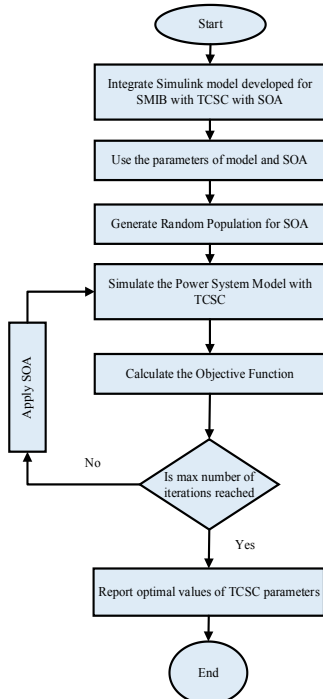 Start
Integrate Simulink model developed for
SMIB with TCSC with SOA
Use the parameters of model and SOA
Generate Random Population for SOA
Simulate the Power System Model with
TCSC
Calculate the Objective Function
Apply SOA
No
Is max number of
iterations reached
Yes
Report optimal values of TCSC parameters
End